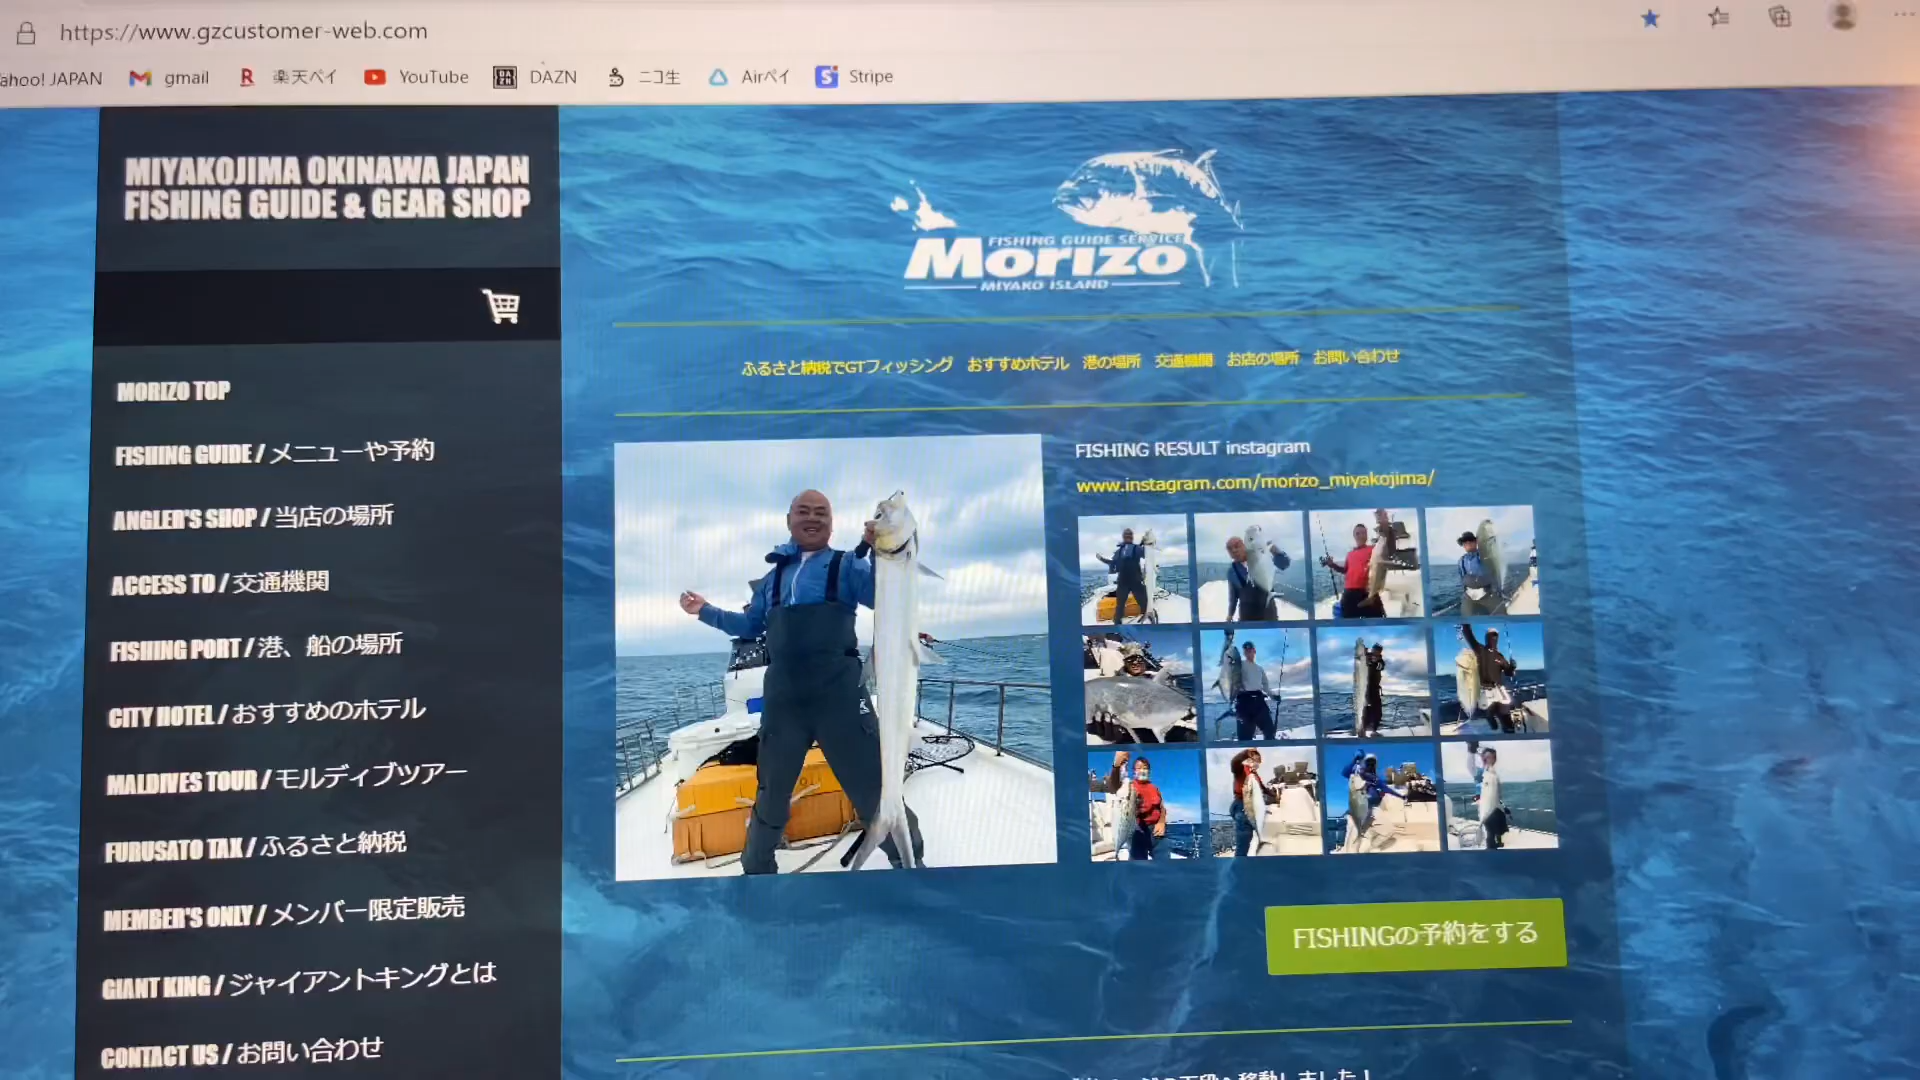 https://www.gzcustomer-web.com
ahoo! JAPAN
gmail
楽天ペイ
YouTube
DAZN
ニコ生
Airペイ
Stripe
MIYAKOJIMA OKINAWA JAPAN
FISHING GUIDE & GEAR SHOP
MORIZO TOP
FISHING GUIDE / メニューや予約
ANGLER'S SHOP / 当店の場所
ACCESS TO / 交通機関
FISHING PORT / 港、船の場所
CITY HOTEL / おすすめのホテル
MALDIVES TOUR / モルディブツアー
FURUSATO TAX / ふるさと納税
MEMBER'S ONLY / メンバー限定販売
GIANT KING / ジャイアントキングとは
CONTACT US / お問い合わせ
FISHING GUIDE SERVICE
Morizo
MIYAKO ISLAND
ふるさと納税でGTフィッシング おすすめホテル 港の場所 交通機関 お店の場所 お問い合わせ
FISHING RESULT instagram
www.instagram.com/morizo_miyakojima/
FISHINGの予約をする
移動しました！